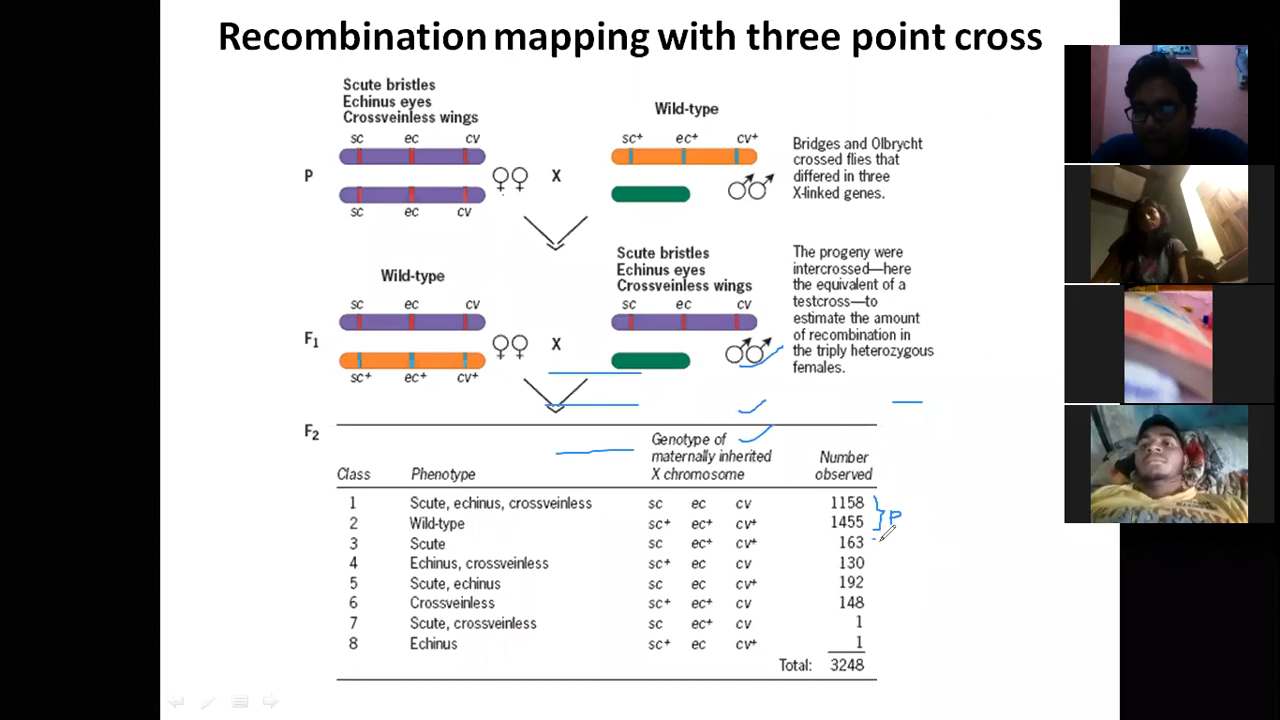 Recombination mapping with three point cross
Scute bristles
Echinus eyes
Crossveinless wings
sc ec cv
Wild-type
sc+ ec+ cv+
P
X
sc ec cv
Bridges and Olbrycht
crossed flies that
differed in three
X-linked genes.
Wild-type
sc ec cv
Scute bristles
Echinus eyes
Crossveinless wings
sc ec cv
F1
X
sc+ ec+ cv+
The progeny were
intercrossed—here
the equivalent of a
testcross—to
estimate the amount
of recombination in
the triply heterozygous
females.
F2
Class Phenotype Genotype of
maternally inherited
X chromosome Number
observed
1 Scute, echinus, crossveinless sc ec cv 1158
2 Wild-type sc+ ec+ cv+ 1455
P
3 Scute sc ec+ cv+ 163
4 Echinus, crossveinless sc+ ec cv 130
5 Scute, echinus sc ec cv+ 192
6 Crossveinless sc+ ec+ cv 148
7 Scute, crossveinless sc ec+ cv 1
8 Echinus sc+ ec cv+ 1
Total: 3248